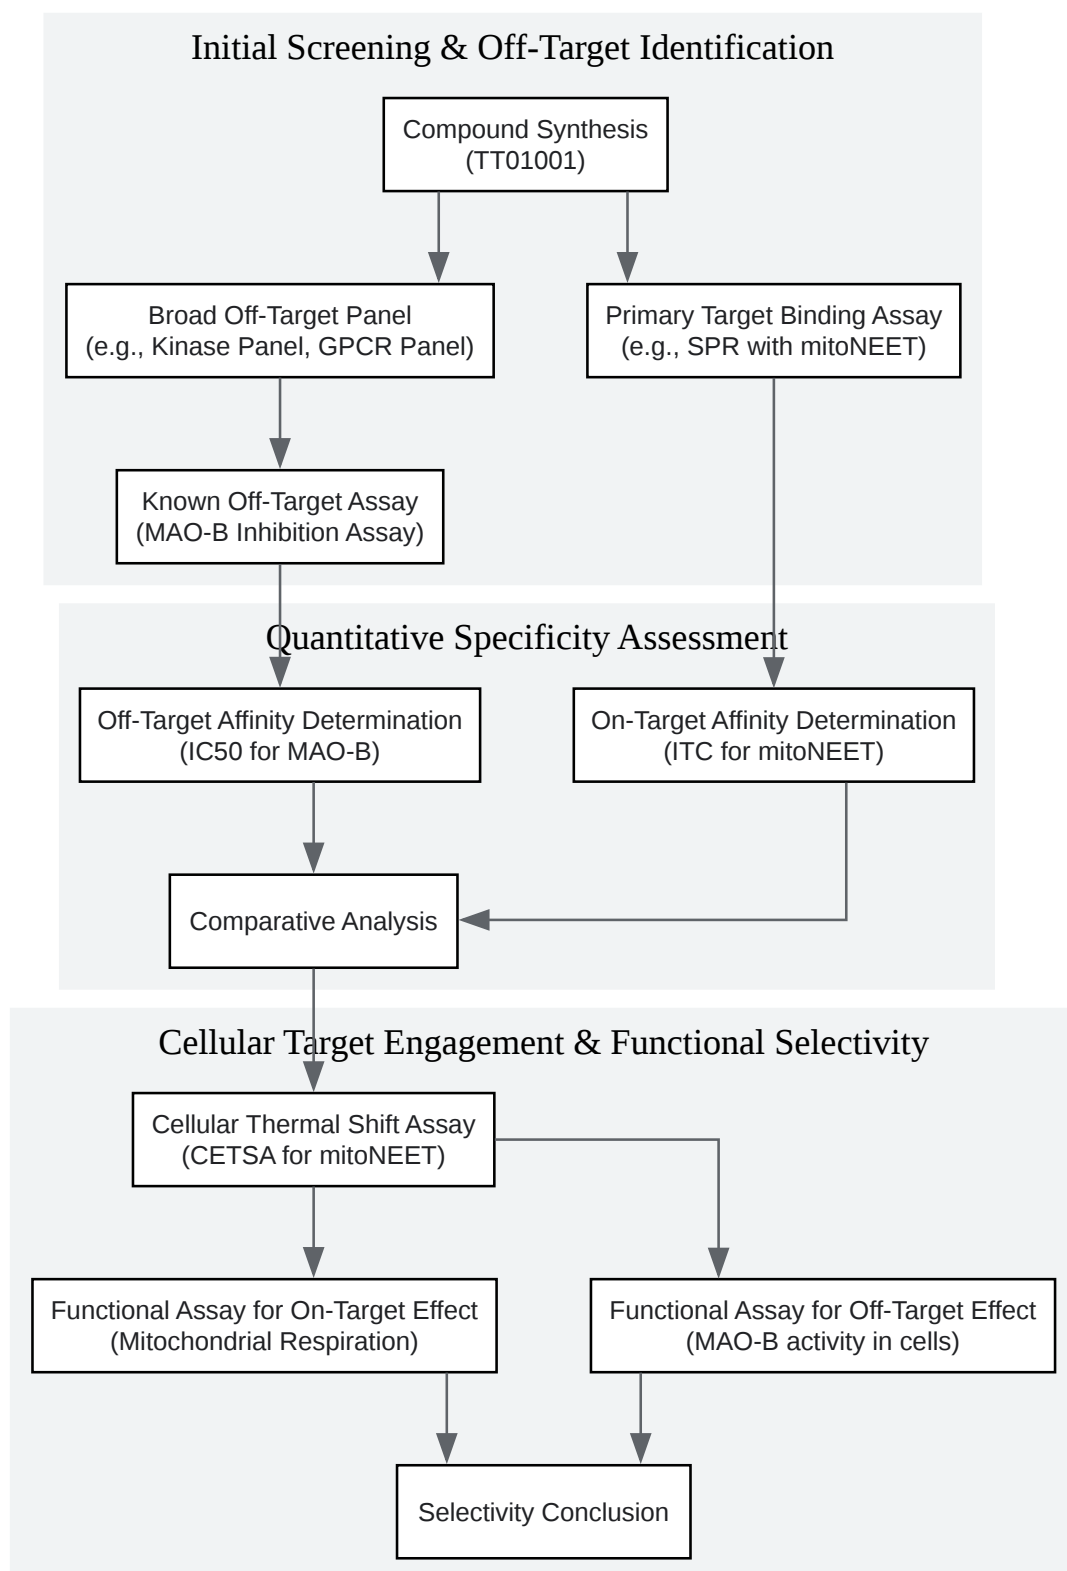 Initial Screening & Off-Target Identification
Compound Synthesis
(TT01001)
Broad Off-Target Panel
(e.g., Kinase Panel, GPCR Panel)
Primary Target Binding Assay
(e.g., SPR with mitoNEET)
Known Off-Target Assay
(MAO-B Inhibition Assay)
Quantitative Specificity Assessment
Off-Target Affinity Determination
(IC50 for MAO-B)
On-Target Affinity Determination
(ITC for mitoNEET)
Comparative Analysis
Cellular Target Engagement & Functional Selectivity
Cellular Thermal Shift Assay
(CETSA for mitoNEET)
Functional Assay for On-Target Effect
(Mitochondrial Respiration)
Functional Assay for Off-Target Effect
(MAO-B activity in cells)
Selectivity Conclusion